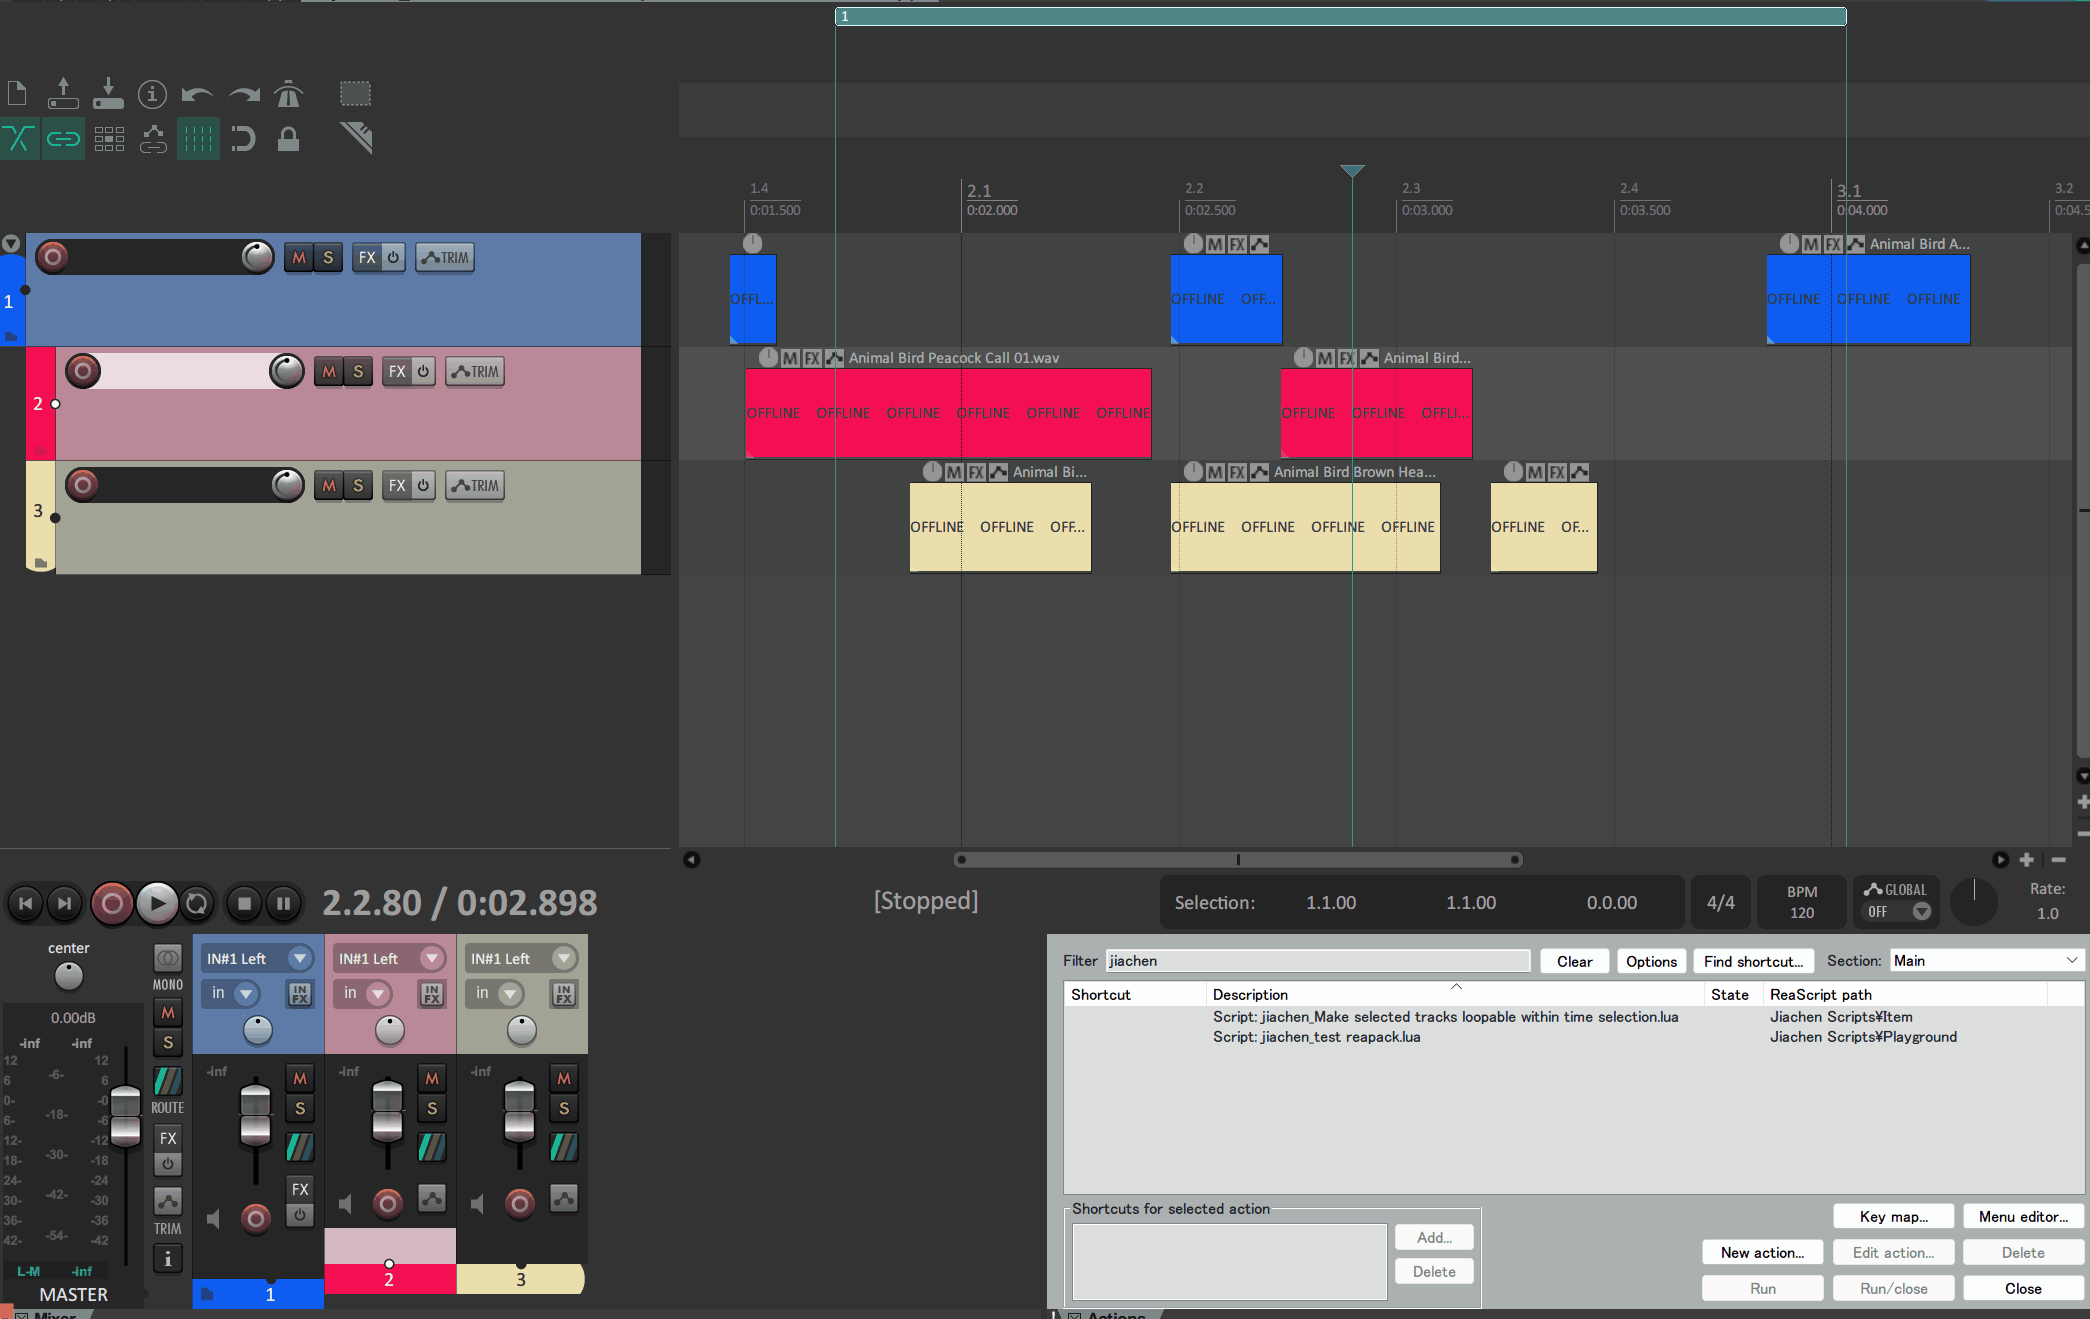 1
1.4
2.1
2.2
2.3
2.4
3.1
3.2
0:01.500
0:02.000
0:02.500
0:03.000
0:03.500
0:04.000
M S FX TRIM
M FX
M FX Animal Bird A...
1
OFFL... OFFLINE OFF... OFFLINE OFFLINE OFFLINE
M S FX TRIM
M FX Animal Bird Peacock Call 01.wav
M FX Animal Bird...
2
OFFLINE OFFLINE OFFLINE OFFLINE OFFLINE OFFLINE OFFLINE OFFLINE OFFLI...
M S FX TRIM
M FX Animal Bi...
M FX Animal Bird Brown Hea...
M FX
3
OFFLINE OFFLINE OFF... OFFLINE OFFLINE OFFLINE OFFLINE OFFLINE OF...
2.2.80 / 0:02.898
[Stopped]
Selection: 1.1.00 1.1.00 0.0.00
4/4
BPM
120
GLOBAL
OFF
Rate:
1.0
center
MONO
M
S
ROUTE
FX
TRIM
0.00dB
-inf -inf
12 12
6 -6- 6
0- -0
6- -18- -6
12- -12
18- -30- -18
24- -24
30- -42- -30
36- -36
42- -54- -42
L-M -inf
MASTER
IN#1 Left
in
IN
FX
-inf
M
S
FX
1
IN#1 Left
in
IN
FX
-inf
M
S
2
IN#1 Left
in
IN
FX
-inf
M
S
3
Filter jiachen Clear Options Find shortcut... Section: Main
Shortcut Description State ReaScript path
Script: jiachen_Make selected tracks loopable within time selection.lua Jiachen Scripts¥Item
Script: jiachen_test reapack.lua Jiachen Scripts¥Playground
Shortcuts for selected action
Add...
Delete
Key map... Menu editor...
New action... Edit action... Delete
Run Run/close Close
Mixer
Actions